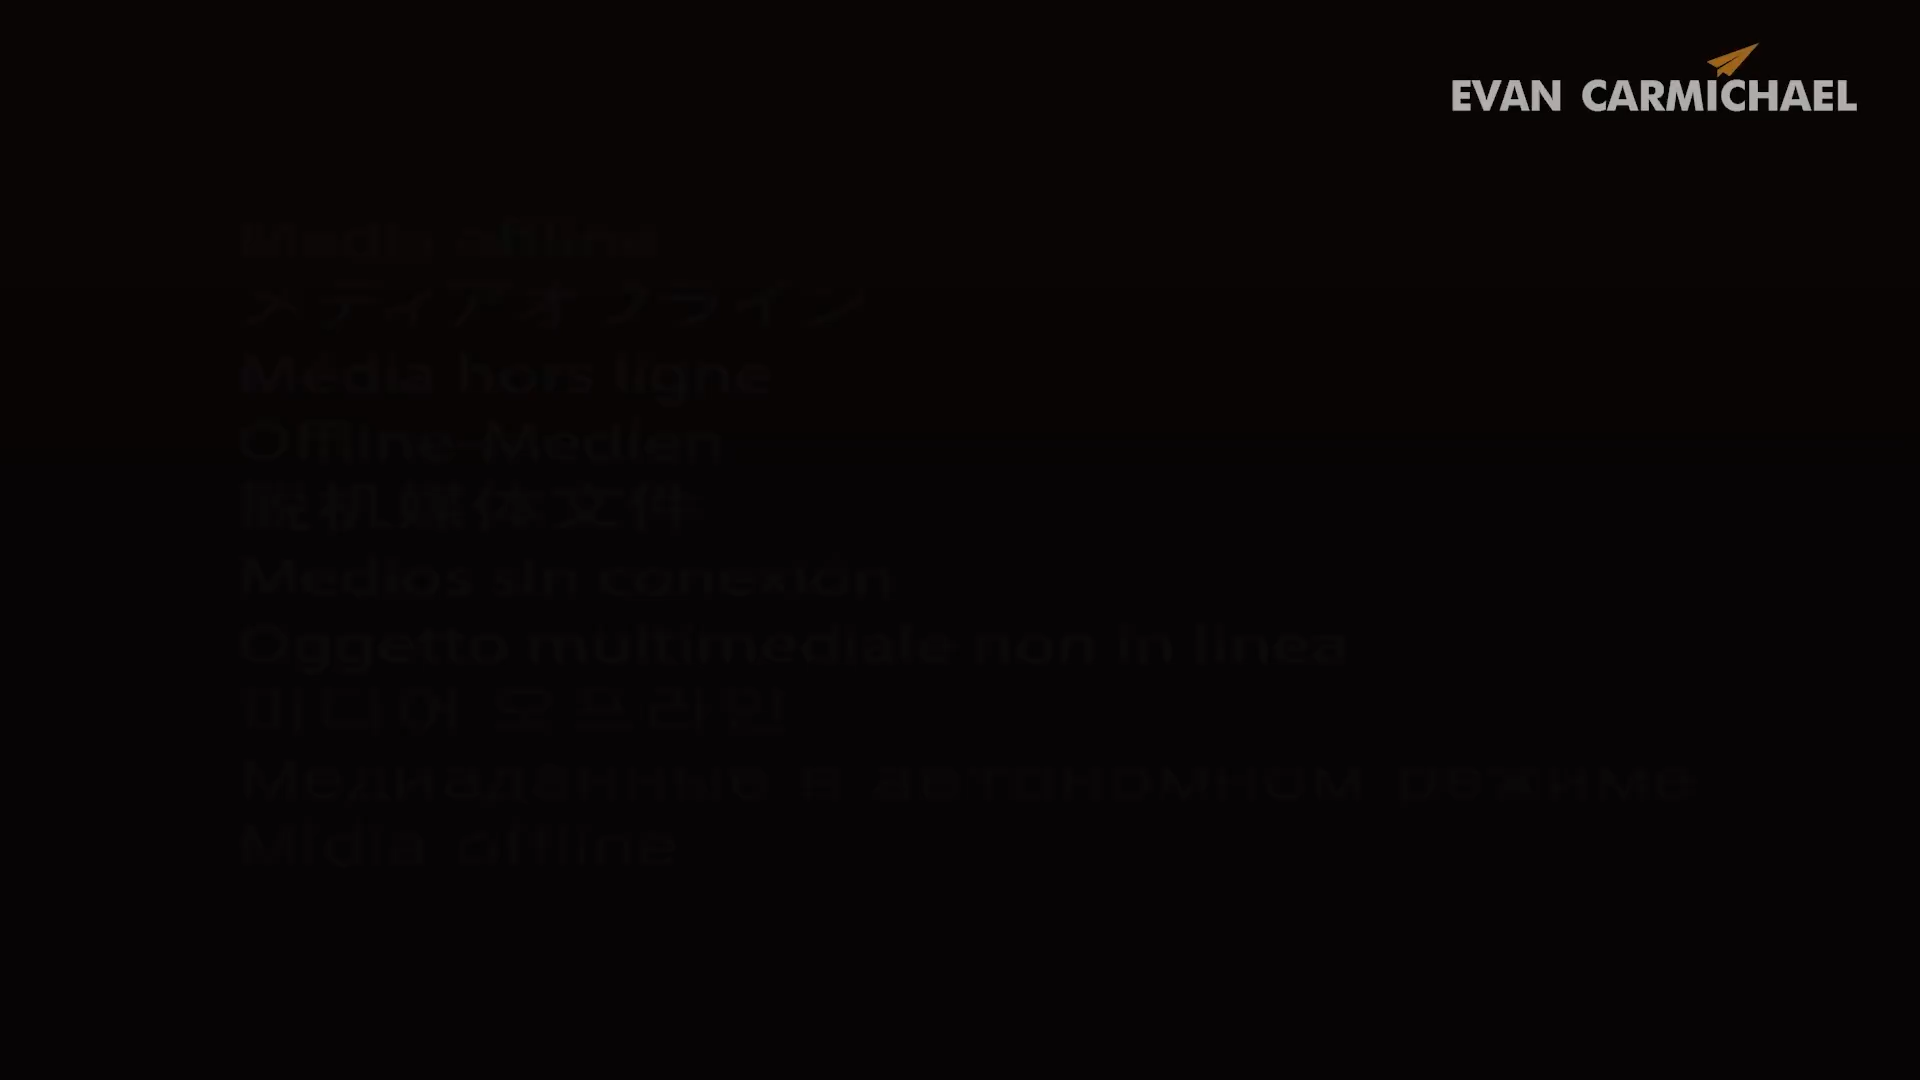 EVAN CARMICHAEL
Media offline
メディアオフライン
Média hors ligne
Offline-Medien
脱机媒体文件
Medios sin conexión
Oggetto multimediale non in linea
미디어 오프라인
Медиаданные в автономном режиме
Mídia offline